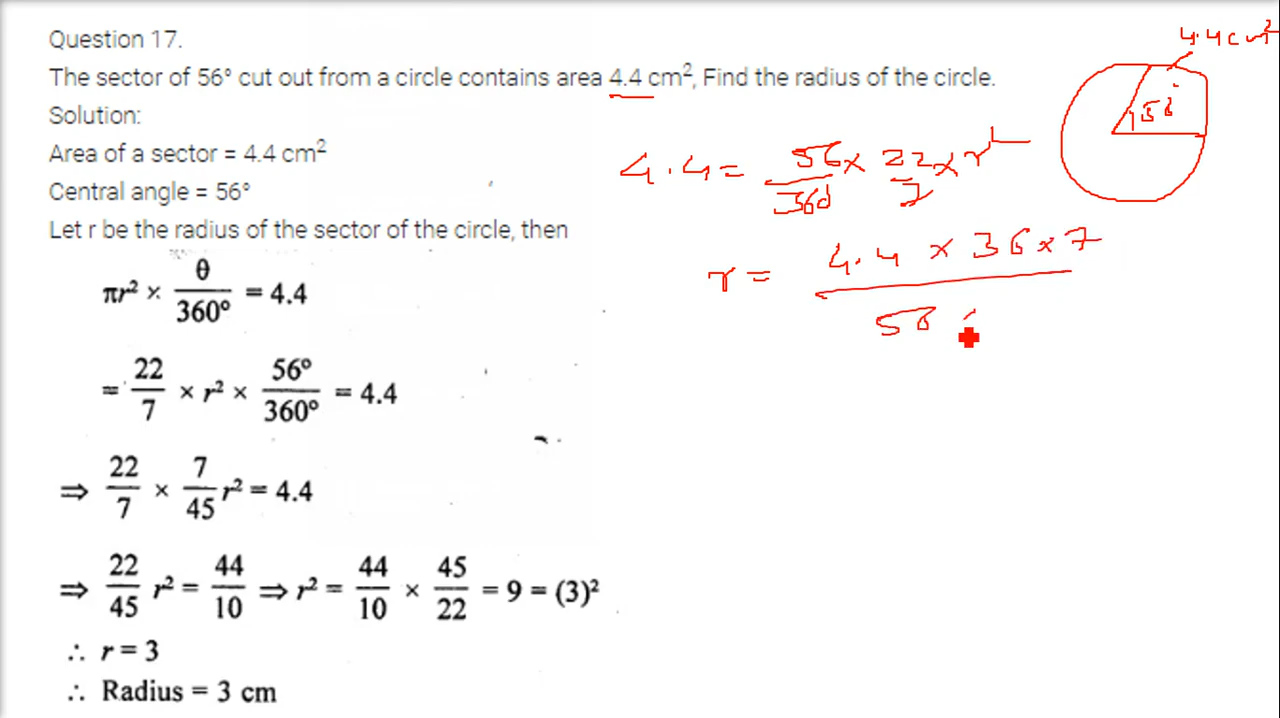 Question 17.
The sector of 56° cut out from a circle contains area 4.4 cm², Find the radius of the circle.
Solution:
Area of a sector = 4.4 cm²
Central angle = 56°
Let r be the radius of the sector of the circle, then
πr² × θ/360° = 4.4
= 22/7 × r² × 56°/360° = 4.4
⇒ 22/7 × 7/45 r² = 4.4
⇒ 22/45 r² = 44/10 ⇒ r² = 44/10 × 45/22 = 9 = (3)²
∴ r = 3
∴ Radius = 3 cm
4.4 cm²
4.4 = 56/360 × 22/7 × r²
r = 4.4 × 36 × 7
56